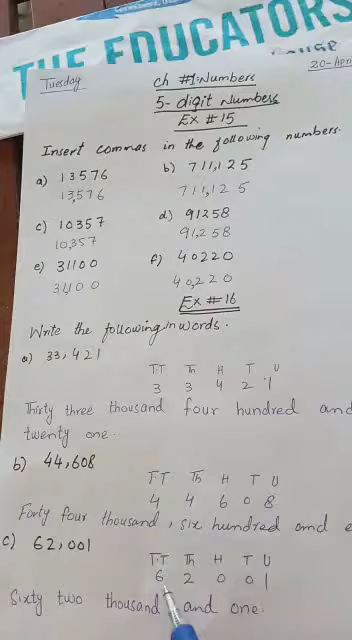 THE EDUCATORS
Tuesday
20-Apri
Ch #1:Numbers
5-digit Numbers
Ex # 15
Insert commas in the following numbers.
a) 13576 b) 711,125
13,576 711,125
c) 10357 d) 91258
10,357 91,258
e) 31100 f) 40220
31,100 40,220
Ex # 16
Write the following in words.
a) 33,421
T.T Th H T U
3 3 4 2 1
Thirty three thousand four hundred and
twenty one.
b) 44,608
T.T Th H T U
4 4 6 0 8
Forty four thousand, six hundred and e
c) 62,001
T.T Th H T U
6 2 0 0 1
Sixty two thousand and one.